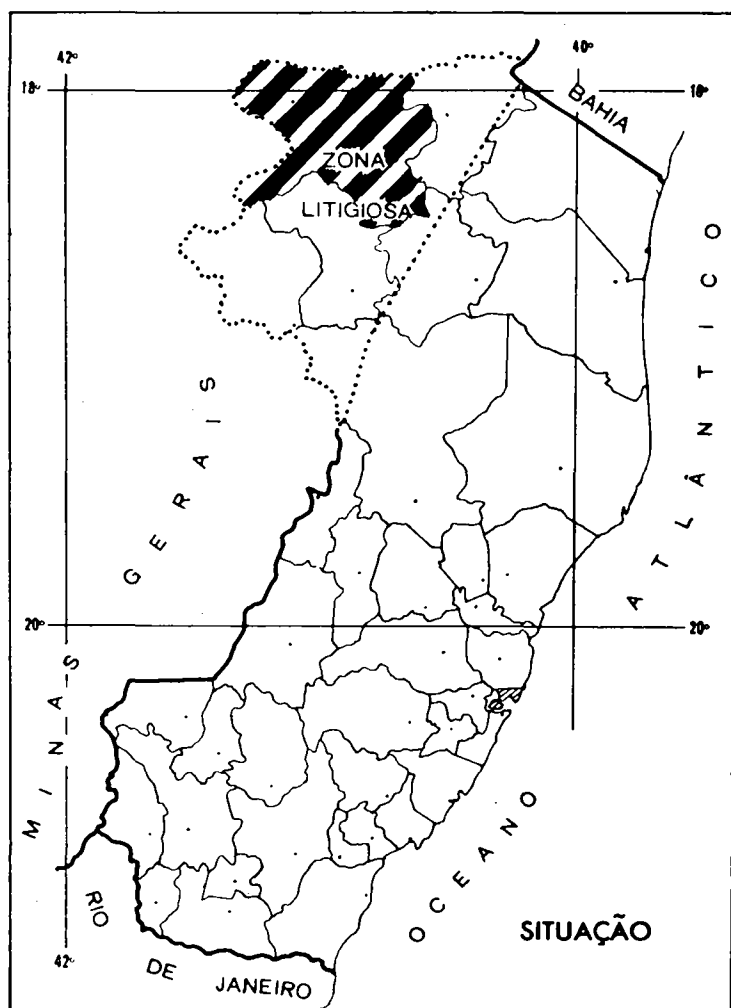 42°
40°
18°
18°
BAHIA
ZONA
LITIGIOSA
ATLÂNTICO
GERAIS
20°
20°
MINAS
OCEANO
RIO
DE JANEIRO
42°
SITUAÇÃO